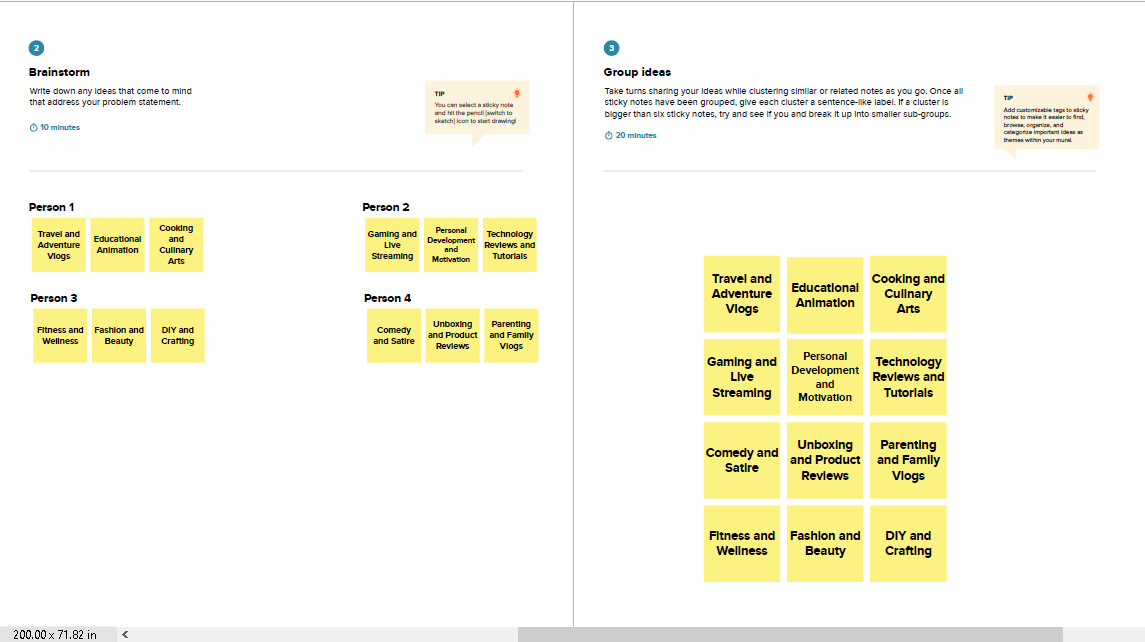 2
Brainstorm
Write down any ideas that come to mind
that address your problem statement.
10 minutes
TIP
You can select a sticky note
and hit the pencil [switch to
sketch] icon to start drawing!
Person 1
Travel and
Adventure
Vlogs
Educational
Animation
Cooking
and
Culinary
Arts
Person 2
Gaming and
Live
Streaming
Personal
Development
and
Motivation
Technology
Reviews and
Tutorials
Person 3
Fitness and
Wellness
Fashion and
Beauty
DIY and
Crafting
Person 4
Comedy
and Satire
Unboxing
and Product
Reviews
Parenting
and Family
Vlogs
3
Group ideas
Take turns sharing your ideas while clustering similar or related notes as you go. Once all
sticky notes have been grouped, give each cluster a sentence-like label. If a cluster is
bigger than six sticky notes, try and see if you and break it up into smaller sub-groups.
20 minutes
TIP
Add customizable tags to sticky
notes to make it easier to find,
browse, organize, and
categorize important ideas as
themes within your mural.
Travel and
Adventure
Vlogs
Educational
Animation
Cooking and
Culinary
Arts
Gaming and
Live
Streaming
Personal
Development
and
Motivation
Technology
Reviews and
Tutorials
Comedy and
Satire
Unboxing
and Product
Reviews
Parenting
and Family
Vlogs
Fitness and
Wellness
Fashion and
Beauty
DIY and
Crafting
200.00 x 71.82 in